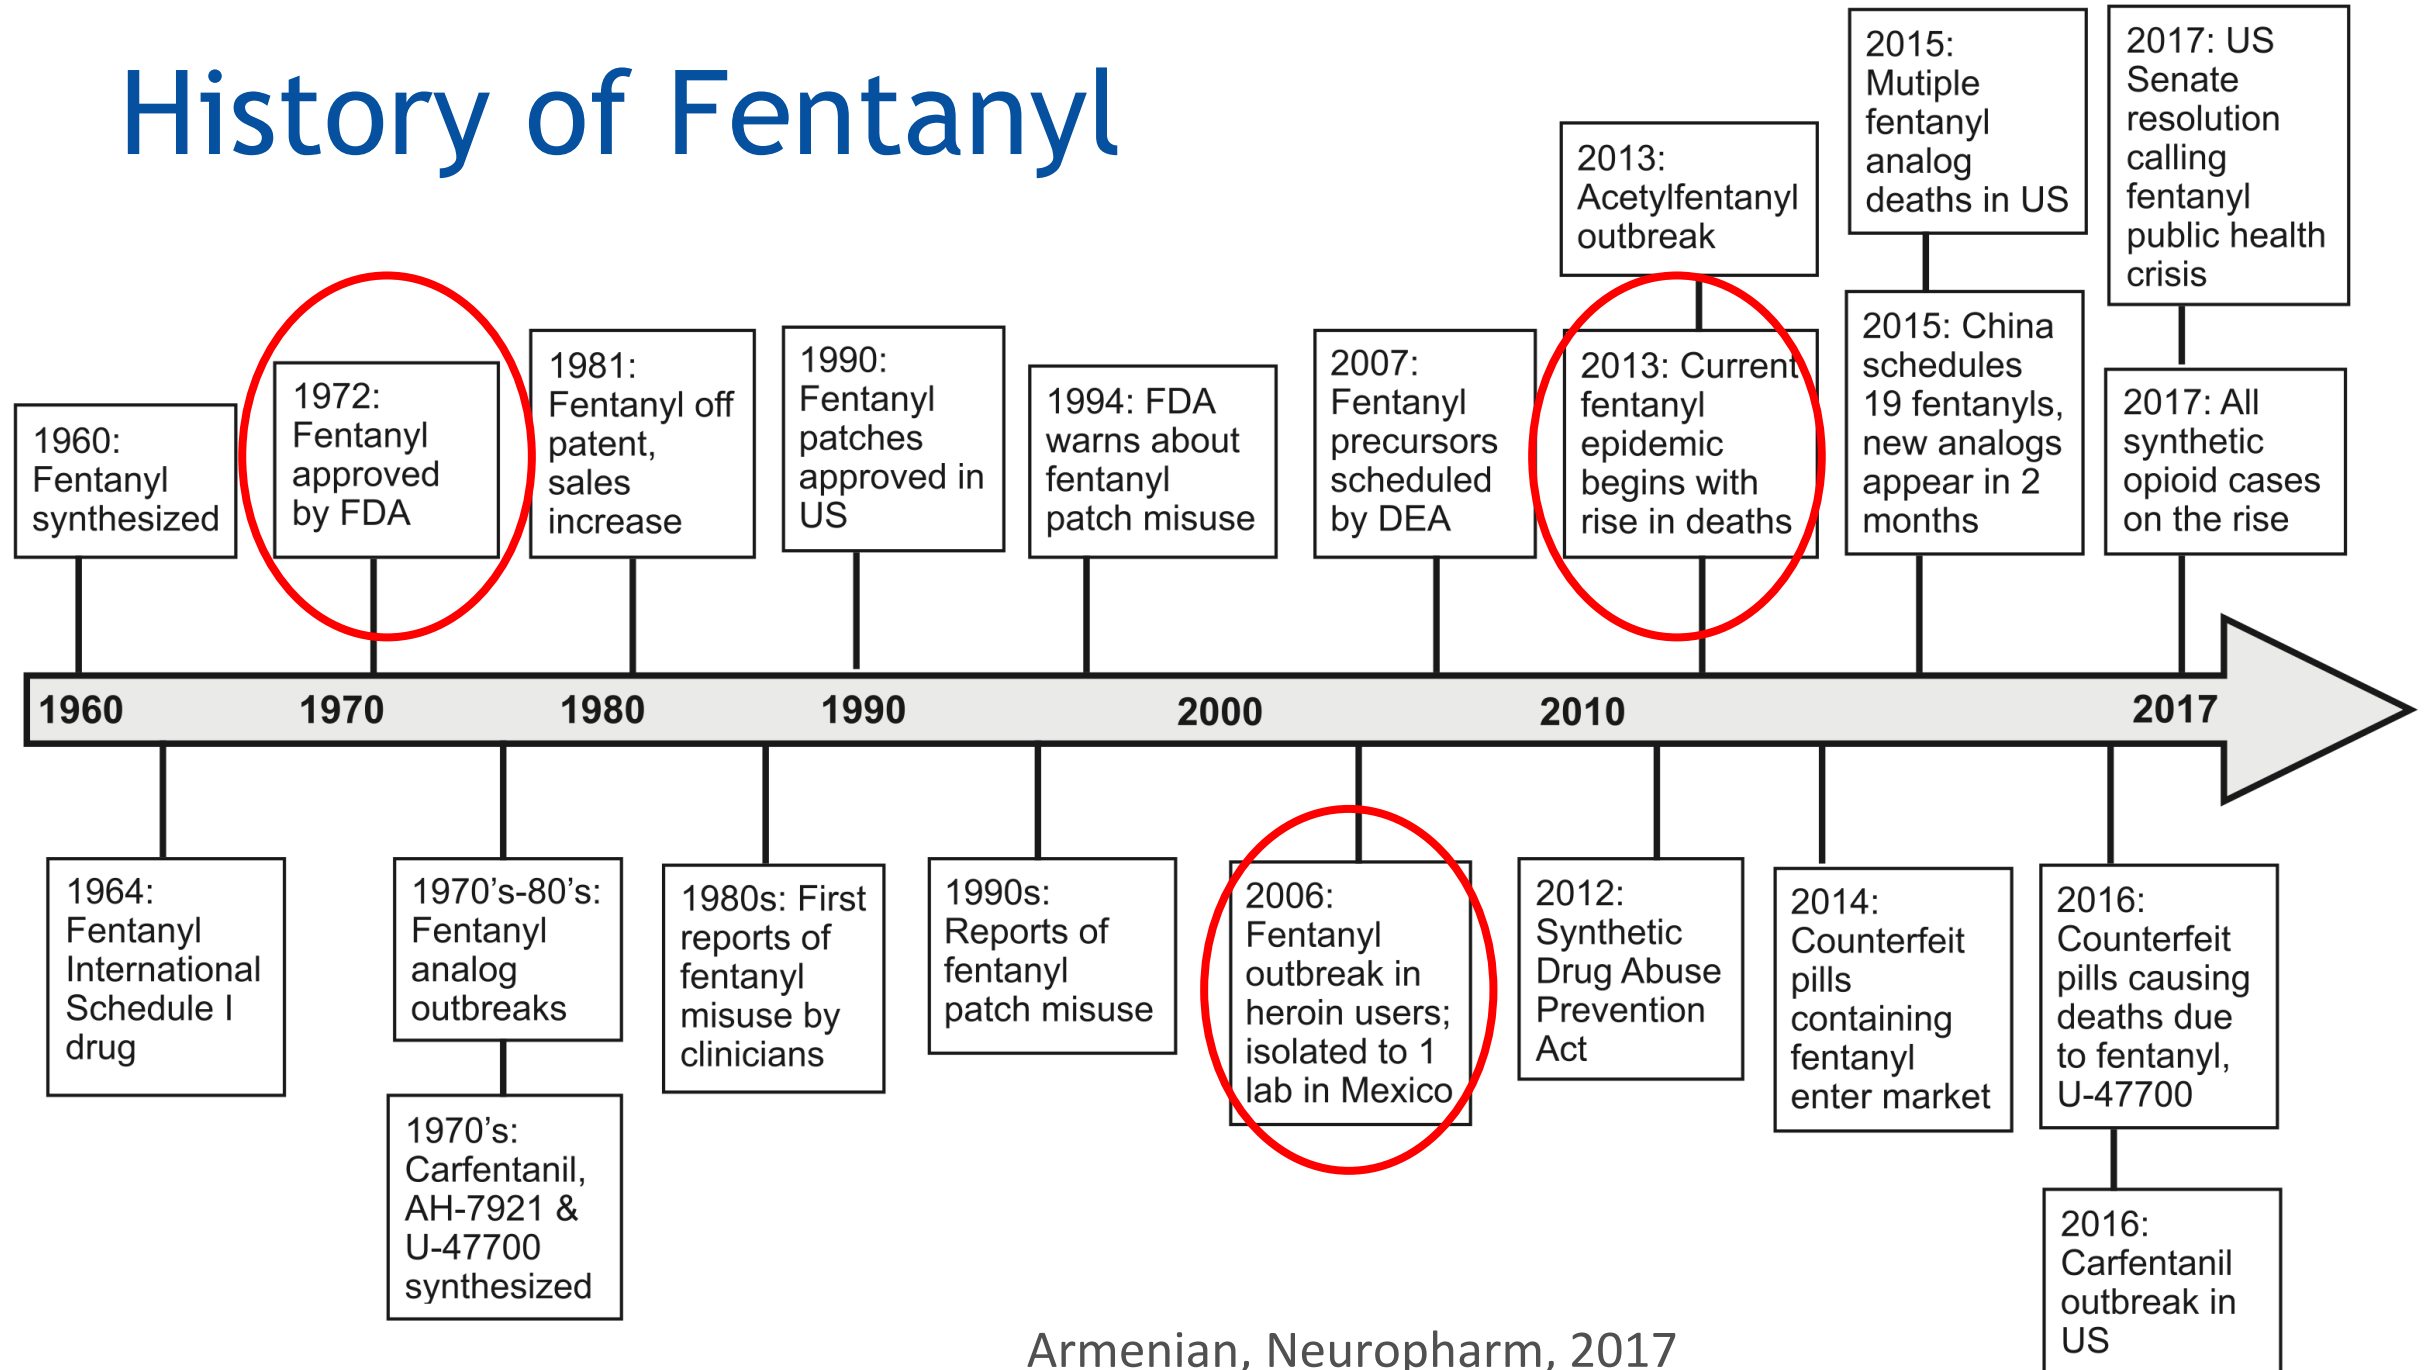 History of Fentanyl
1960:
Fentanyl
synthesized
1972:
Fentanyl
approved
by FDA
1981:
Fentanyl off
patent,
sales
increase
1990:
Fentanyl
patches
approved in
US
1994: FDA
warns about
fentanyl
patch misuse
2007:
Fentanyl
precursors
scheduled
by DEA
2013:
Acetylfentanyl
outbreak
2013: Current
fentanyl
epidemic
begins with
rise in deaths
2015:
Mutiple
fentanyl
analog
deaths in US
2015: China
schedules
19 fentanyls,
new analogs
appear in 2
months
2017: US
Senate
resolution
calling
fentanyl
public health
crisis
2017: All
synthetic
opioid cases
on the rise
1960 1970 1980 1990 2000 2010 2017
1964:
Fentanyl
International
Schedule I
drug
1970’s-80’s:
Fentanyl
analog
outbreaks
1970’s:
Carfentanil,
AH-7921 &
U-47700
synthesized
1980s: First
reports of
fentanyl
misuse by
clinicians
1990s:
Reports of
fentanyl
patch misuse
2006:
Fentanyl
outbreak in
heroin users;
isolated to 1
lab in Mexico
2012:
Synthetic
Drug Abuse
Prevention
Act
2014:
Counterfeit
pills
containing
fentanyl
enter market
2016:
Counterfeit
pills causing
deaths due
to fentanyl,
U-47700
2016:
Carfentanil
outbreak in
US
Armenian, Neuropharm, 2017